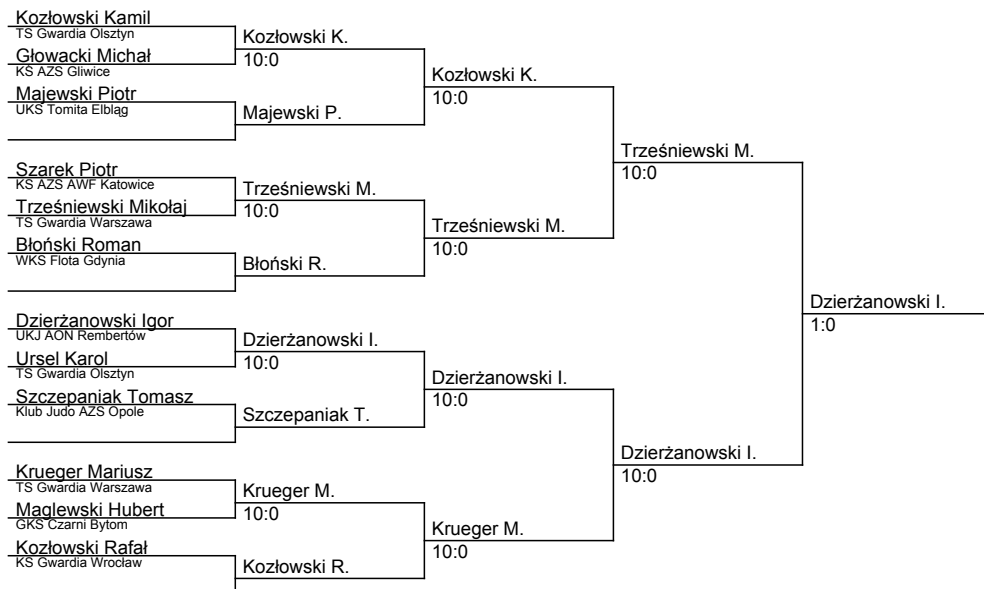 Kozłowski Kamil
TS Gwardia Olsztyn
Głowacki Michał
KS AZS Gliwice
Majewski Piotr
UKS Tomita Elbląg
Szarek Piotr
KS AZS AWF Katowice
Trześniewski Mikołaj
TS Gwardia Warszawa
Błoński Roman
WKS Flota Gdynia
Dzierżanowski Igor
UKJ AON Rembertów
Ursel Karol
TS Gwardia Olsztyn
Szczepaniak Tomasz
Klub Judo AZS Opole
Krueger Mariusz
TS Gwardia Warszawa
Maglewski Hubert
GKS Czarni Bytom
Kozłowski Rafał
KS Gwardia Wrocław
Kozłowski K.
10:0
Majewski P.
Trześniewski M.
10:0
Błoński R.
Dzierżanowski I.
10:0
Szczepaniak T.
Krueger M.
10:0
Kozłowski R.
Kozłowski K.
10:0
Trześniewski M.
10:0
Dzierżanowski I.
10:0
Krueger M.
10:0
Trześniewski M.
10:0
Dzierżanowski I.
10:0
Dzierżanowski I.
1:0